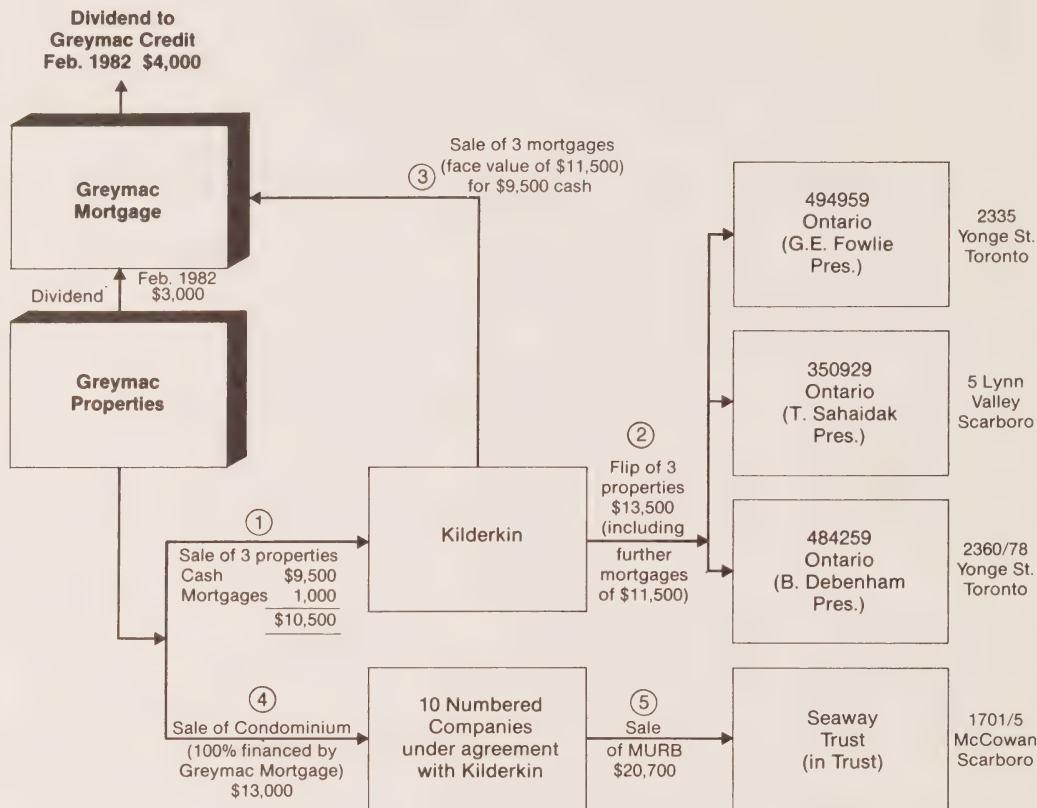 Dividend to
Greymac Credit
Feb. 1982 $4,000
Greymac
Mortgage
Sale of 3 mortgages
(face value of $11,500)
③ for $9,500 cash
Dividend
Feb. 1982
$3,000
Greymac
Properties
①
Sale of 3 properties
Cash $9,500
Mortgages 1,000
$10,500
Kilderkin
②
Flip of 3
properties
$13,500
(including
further
mortgages
of $11,500)
494959
Ontario
(G.E. Fowlie
Pres.)
2335
Yonge St.
Toronto
350929
Ontario
(T. Sahaidak
Pres.)
5 Lynn
Valley
Scarboro
484259
Ontario
(B. Debenham
Pres.)
2360/78
Yonge St.
Toronto
④
Sale of Condominium
(100% financed by
Greymac Mortgage)
$13,000
10 Numbered
Companies
under agreement
with Kilderkin
⑤
Sale
of MURB
$20,700
Seaway
Trust
(in Trust)
1701/5
McCowan
Scarboro